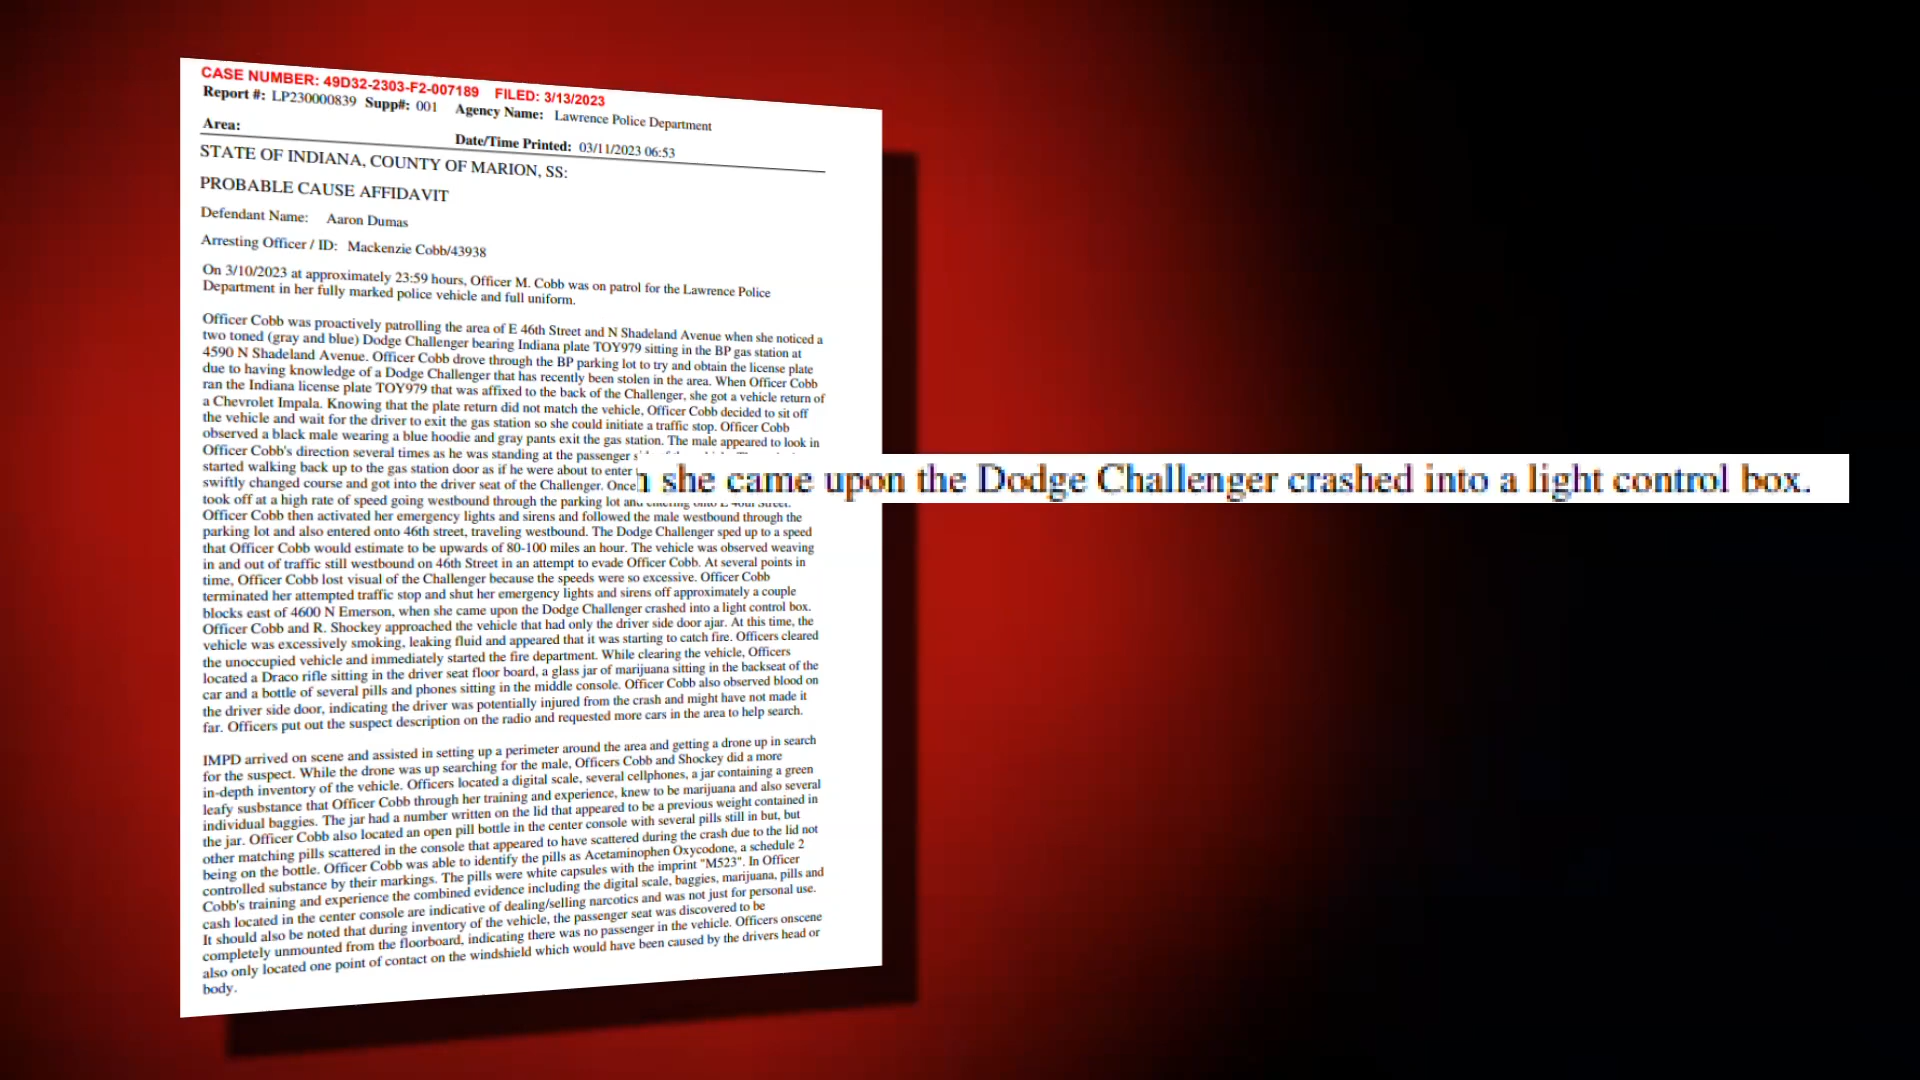 CASE NUMBER: 49D32-2303-F2-007189 FILED: 3/13/2023
Report #: LP230000839 Supp#: 001 Agency Name: Lawrence Police Department
Area: Date/Time Printed: 03/11/2023 06:53
STATE OF INDIANA, COUNTY OF MARION, SS:
PROBABLE CAUSE AFFIDAVIT
Defendant Name: Aaron Dumas
Arresting Officer / ID: Mackenzie Cobb/43938
On 3/10/2023 at approximately 23:59 hours, Officer M. Cobb was on patrol for the Lawrence Police
Department in her fully marked police vehicle and full uniform.
Officer Cobb was proactively patrolling the area of E 46th Street and N Shadeland Avenue when she noticed a
two toned (gray and blue) Dodge Challenger bearing Indiana plate TOY979 sitting in the BP gas station at
4590 N Shadeland Avenue. Officer Cobb drove through the BP parking lot to try and obtain the license plate
due to having knowledge of a Dodge Challenger that has recently been stolen in the area. When Officer Cobb
ran the Indiana license plate TOY979 that was affixed to the back of the Challenger, she got a vehicle return of
a Chevrolet Impala. Knowing that the plate return did not match the vehicle, Officer Cobb decided to sit off
the vehicle and wait for the driver to exit the gas station so she could initiate a traffic stop. Officer Cobb
observed a black male wearing a blue hoodie and gray pants exit the gas station. The male appeared to look in
Officer Cobb's direction several times as he was standing at the passenger
started walking back up to the gas station door as if he were about to enter
swiftly changed course and got into the driver seat of the Challenger. Once
took off at a high rate of speed going westbound through the parking lot and
she came upon the Dodge Challenger crashed into a light control box.
Officer Cobb then activated her emergency lights and sirens and followed the male westbound through the
parking lot and also entered onto 46th street, traveling westbound. The Dodge Challenger sped up to a speed
that Officer Cobb would estimate to be upwards of 80-100 miles an hour. The vehicle was observed weaving
in and out of traffic still westbound on 46th Street in an attempt to evade Officer Cobb. At several points in
time, Officer Cobb lost visual of the Challenger because the speeds were so excessive. Officer Cobb
terminated her attempted traffic stop and shut her emergency lights and sirens off approximately a couple
blocks east of 4600 N Emerson, when she came upon the Dodge Challenger crashed into a light control box.
Officer Cobb and R. Shockey approached the vehicle that had only the driver side door ajar. At this time, the
vehicle was excessively smoking, leaking fluid and appeared that it was starting to catch fire. Officers cleared
the unoccupied vehicle and immediately started the fire department. While clearing the vehicle, Officers
located a Draco rifle sitting in the driver seat floor board, a glass jar of marijuana sitting in the backseat of the
car and a bottle of several pills and phones sitting in the middle console. Officer Cobb also observed blood on
the driver side door, indicating the driver was potentially injured from the crash and might have not made it
far. Officers put out the suspect description on the radio and requested more cars in the area to help search.
IMPD arrived on scene and assisted in setting up a perimeter around the area and getting a drone up in search
for the suspect. While the drone was up searching for the male, Officers Cobb and Shockey did a more
in-depth inventory of the vehicle. Officers located a digital scale, several cellphones, a jar containing a green
leafy susbstance that Officer Cobb through her training and experience, knew to be marijuana and also several
individual baggies. The jar had a number written on the lid that appeared to be a previous weight contained in
the jar. Officer Cobb also located an open pill bottle in the center console with several pills still in but, but
other matching pills scattered in the console that appeared to have scattered during the crash due to the lid not
being on the bottle. Officer Cobb was able to identify the pills as Acetaminophen Oxycodone, a schedule 2
controlled substance by their markings. The pills were white capsules with the imprint "M523". In Officer
Cobb's training and experience the combined evidence including the digital scale, baggies, marijuana, pills and
cash located in the center console are indicative of dealing/selling narcotics and was not just for personal use.
It should also be noted that during inventory of the vehicle, the passenger seat was discovered to be
completely unmounted from the floorboard, indicating there was no passenger in the vehicle. Officers onscene
also only located one point of contact on the windshield which would have been caused by the drivers head or
body.